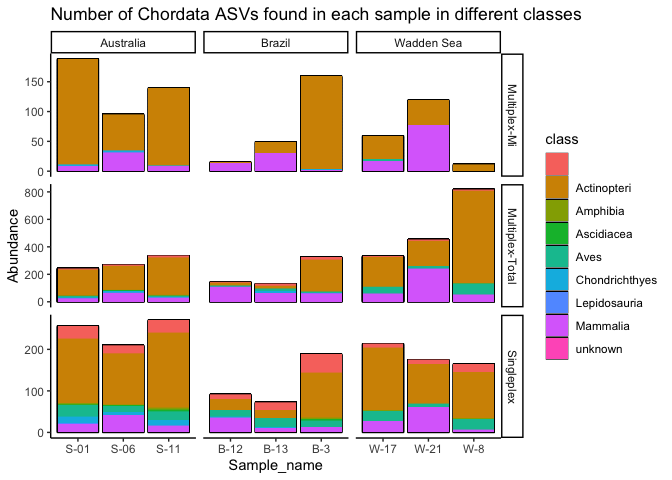 Number of Chordata ASVs found in each sample in different classes
Australia
Brazil
Wadden Sea
150
100
50
0
Multiplex-Mi
800
600
400
200
0
Multiplex-Total
200
100
0
Singleplex
Abundance
S-01
S-06
S-11
B-12
B-13
B-3
W-17
W-21
W-8
Sample_name
class
Actinopteri
Amphibia
Ascidiacea
Aves
Chondrichthyes
Lepidosauria
Mammalia
unknown